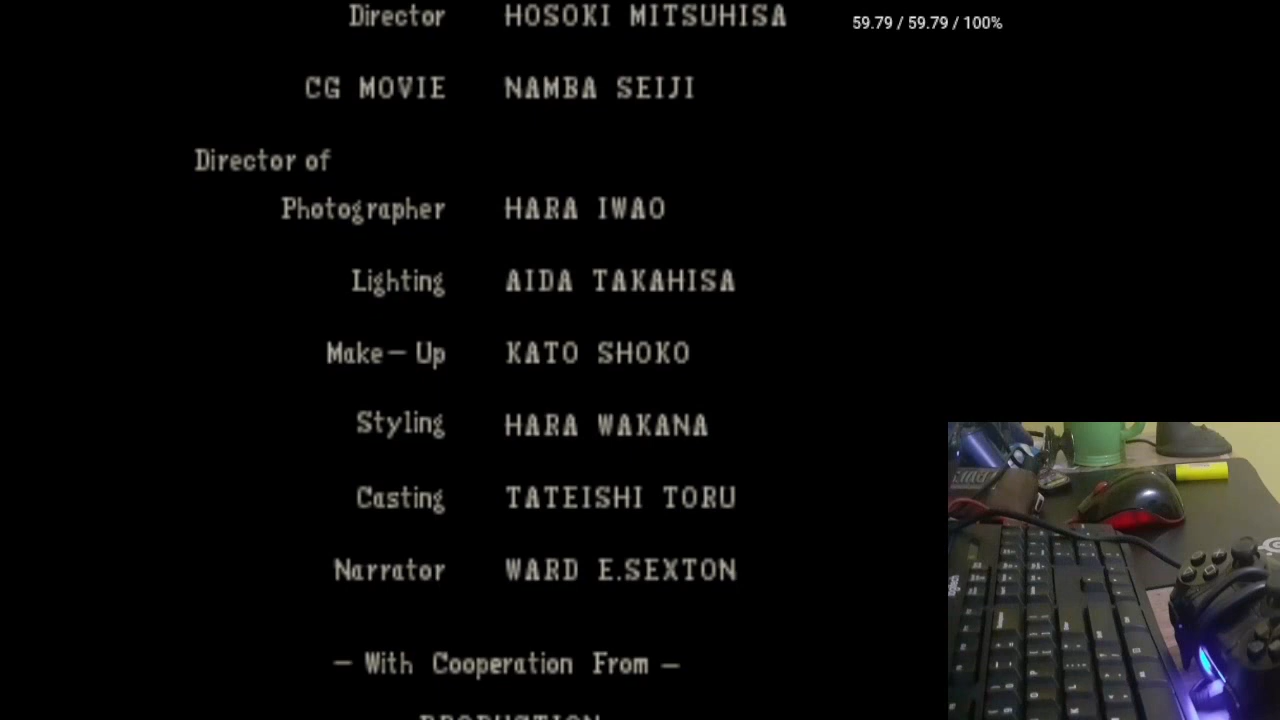 Director HOSOKI MITSUHISA
59.79 / 59.79 / 100%
CG MOVIE NAMBA SEIJI
Director of
Photographer HARA IWAO
Lighting AIDA TAKAHISA
Make-Up KATO SHOKO
Styling HARA WAKANA
Casting TATEISHI TORU
Narrator WARD E.SEXTON
- With Cooperation From -
PRODUCTION